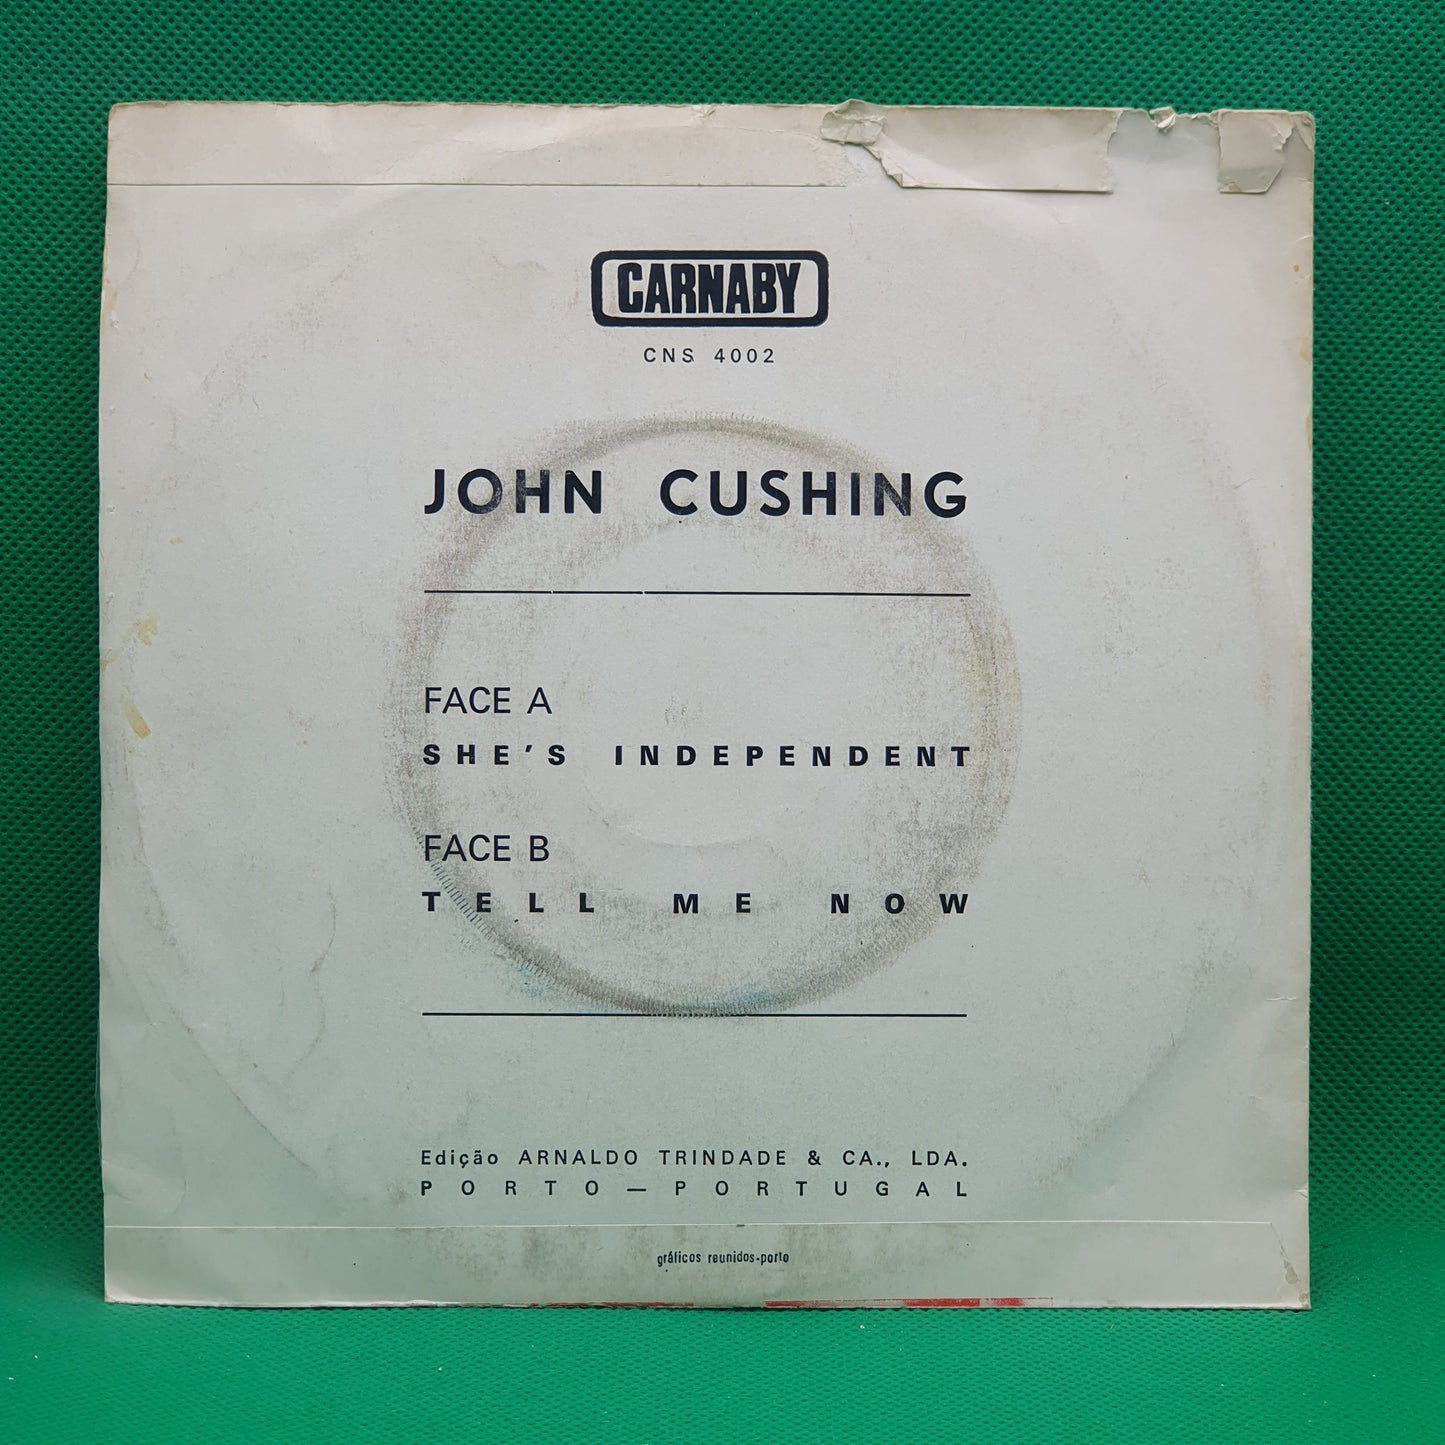 CARNABY
CNS 4002
JOHN CUSHING
FACE A
SHE'S INDEPENDENT
FACE B
TELL ME NOW
Edição ARNALDO TRINDADE & CA., LDA.
PORTO — PORTUGAL
gráficos reunidos-porto